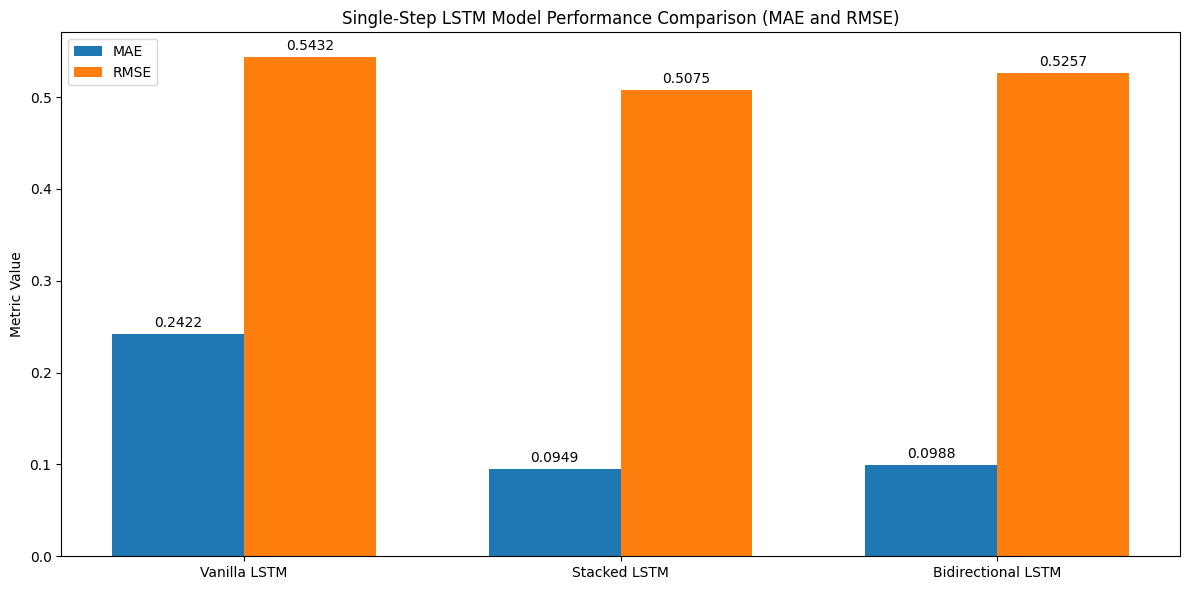 Single-Step LSTM Model Performance Comparison (MAE and RMSE)
MAE
RMSE
0.5432
0.5075
0.5257
0.2422
0.0949
0.0988
Metric Value
0.5
0.4
0.3
0.2
0.1
0.0
Vanilla LSTM
Stacked LSTM
Bidirectional LSTM